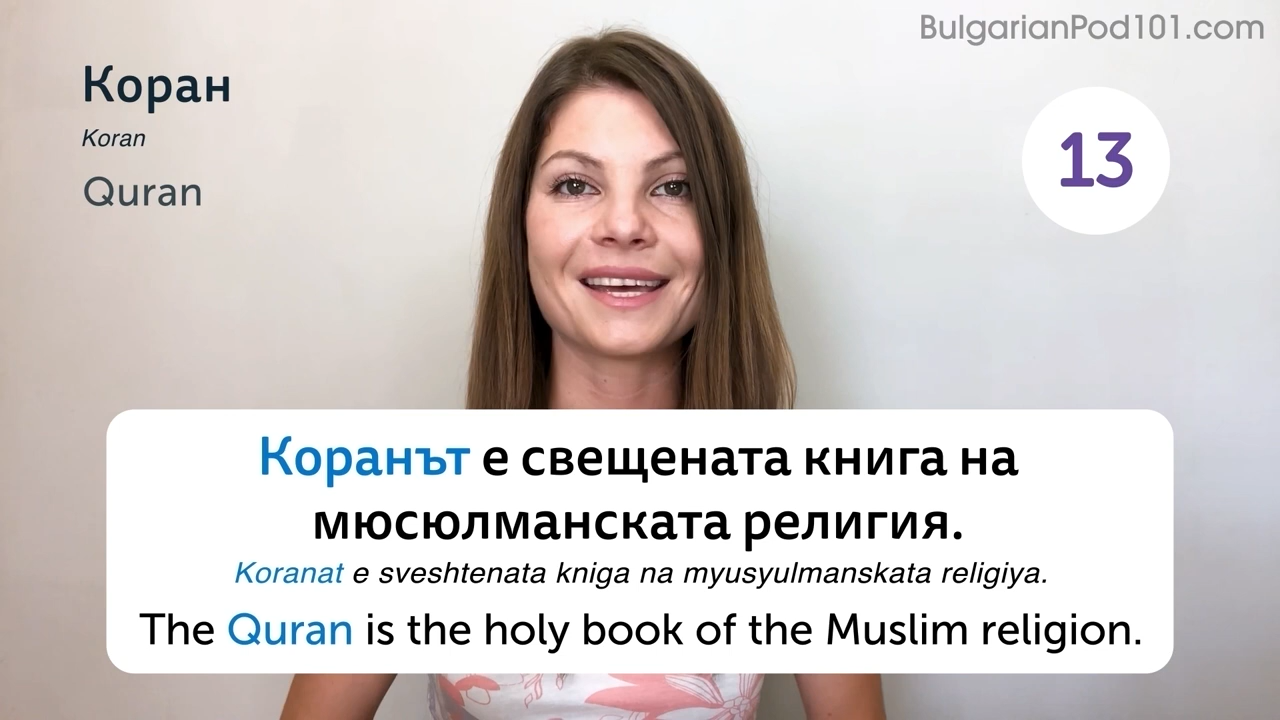 BulgarianPod101.com
Коран
Koran
Quran
13
Коранът е свещената книга на
мюсюлманската религия.
Koranat e sveshtenata kniga na myusyulmanskata religiya.
The Quran is the holy book of the Muslim religion.